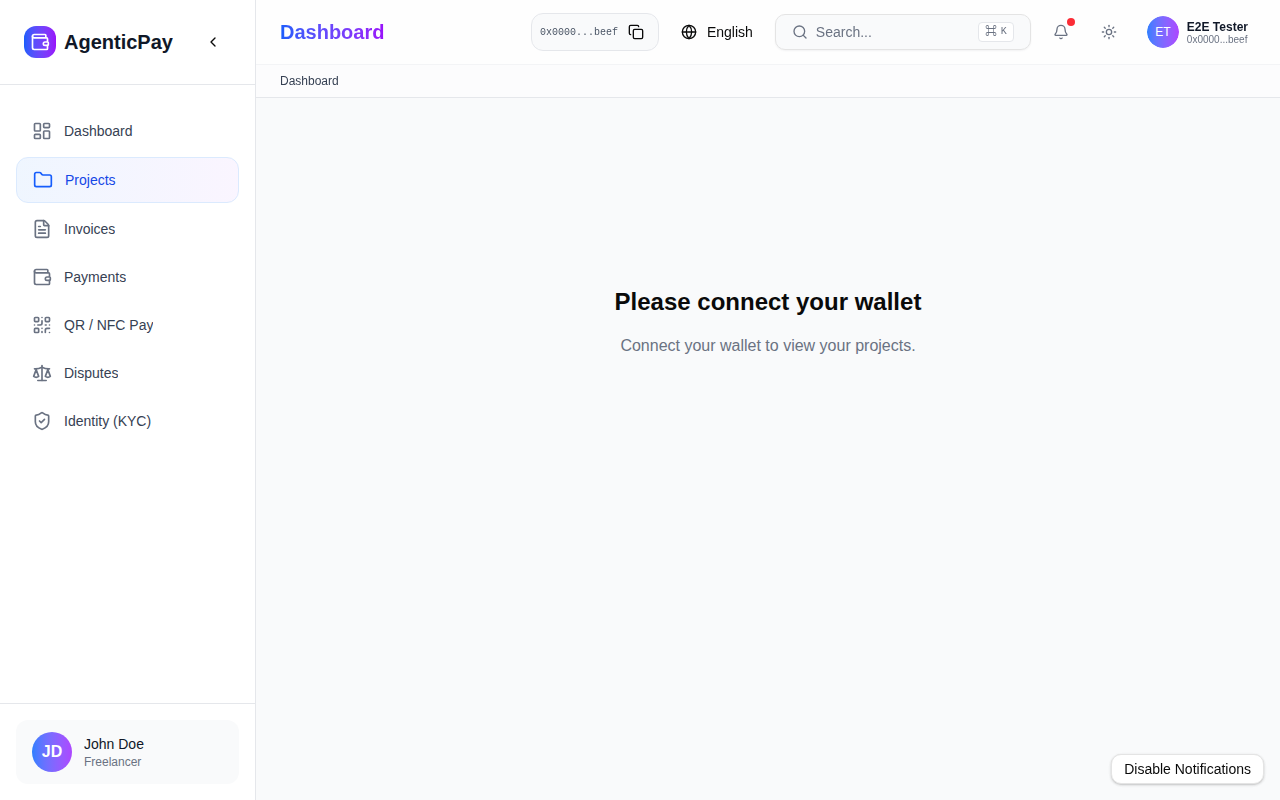 AgenticPay
Dashboard
Projects
Invoices
Payments
QR / NFC Pay
Disputes
Identity (KYC)
JD
John Doe
Freelancer
Dashboard
0x0000...beef
English
Search...
⌘ K
ET
E2E Tester
0x0000...beef
Dashboard
Please connect your wallet
Connect your wallet to view your projects.
Disable Notifications